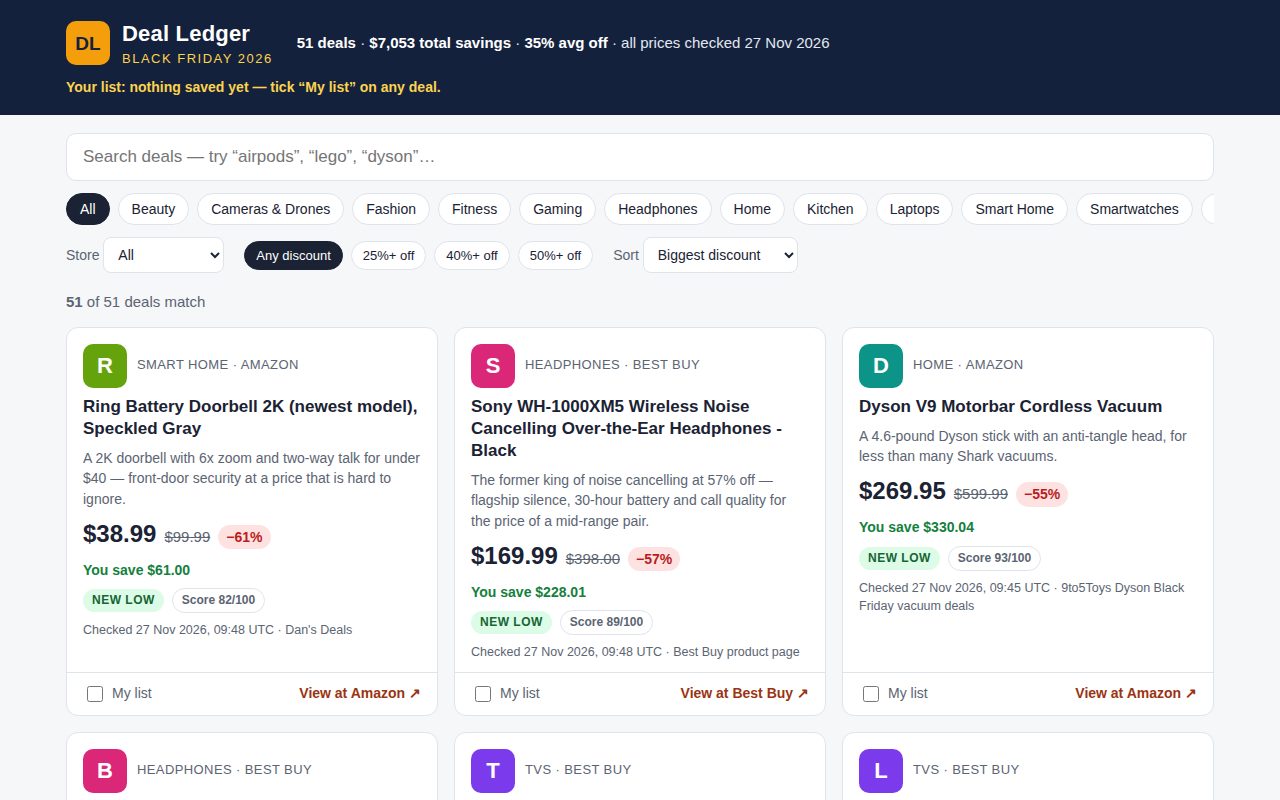 DL
Deal Ledger
BLACK FRIDAY 2026
51 deals · $7,053 total savings · 35% avg off · all prices checked 27 Nov 2026
Your list: nothing saved yet — tick “My list” on any deal.
Search deals — try “airpods”, “lego”, “dyson”…
All Beauty Cameras & Drones Fashion Fitness Gaming Headphones Home Kitchen Laptops Smart Home Smartwatches
Store All Any discount 25%+ off 40%+ off 50%+ off Sort Biggest discount
51 of 51 deals match
R SMART HOME · AMAZON
Ring Battery Doorbell 2K (newest model),
Speckled Gray
A 2K doorbell with 6x zoom and two-way talk for under
$40 — front-door security at a price that is hard to
ignore.
$38.99 $99.99 −61%
You save $61.00
NEW LOW Score 82/100
Checked 27 Nov 2026, 09:48 UTC · Dan's Deals
My list View at Amazon ↗
S HEADPHONES · BEST BUY
Sony WH-1000XM5 Wireless Noise
Cancelling Over-the-Ear Headphones -
Black
The former king of noise cancelling at 57% off —
flagship silence, 30-hour battery and call quality for
the price of a mid-range pair.
$169.99 $398.00 −57%
You save $228.01
NEW LOW Score 89/100
Checked 27 Nov 2026, 09:48 UTC · Best Buy product page
My list View at Best Buy ↗
D HOME · AMAZON
Dyson V9 Motorbar Cordless Vacuum
A 4.6-pound Dyson stick with an anti-tangle head, for
less than many Shark vacuums.
$269.95 $599.99 −55%
You save $330.04
NEW LOW Score 93/100
Checked 27 Nov 2026, 09:45 UTC · 9to5Toys Dyson Black
Friday vacuum deals
My list View at Amazon ↗
B HEADPHONES · BEST BUY
T TVS · BEST BUY
L TVS · BEST BUY